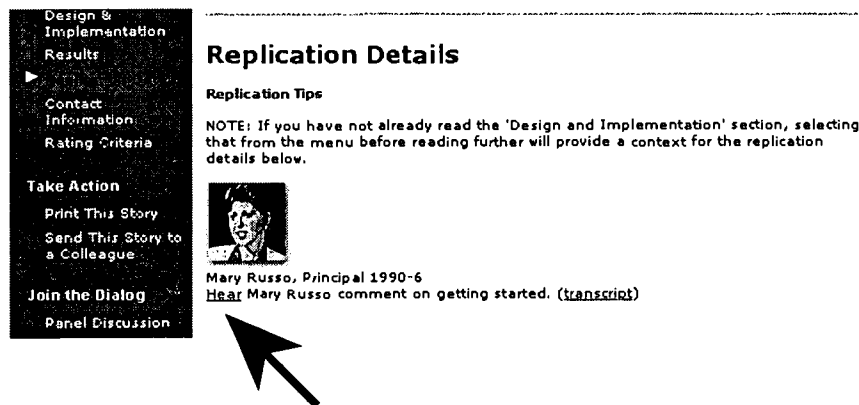 Design &
Implementation
Results
Contact
Information
Rating Criteria
Take Action
Print This Story
Send This Story to
a Colleague
Join the Dialog
Panel Discussion
Replication Details
Replication Tips
NOTE: If you have not already read the 'Design and Implementation' section, selecting
that from the menu before reading further will provide a context for the replication
details below.
Mary Russo, Principal 1990-6
Hear Mary Russo comment on getting started. (transcript)